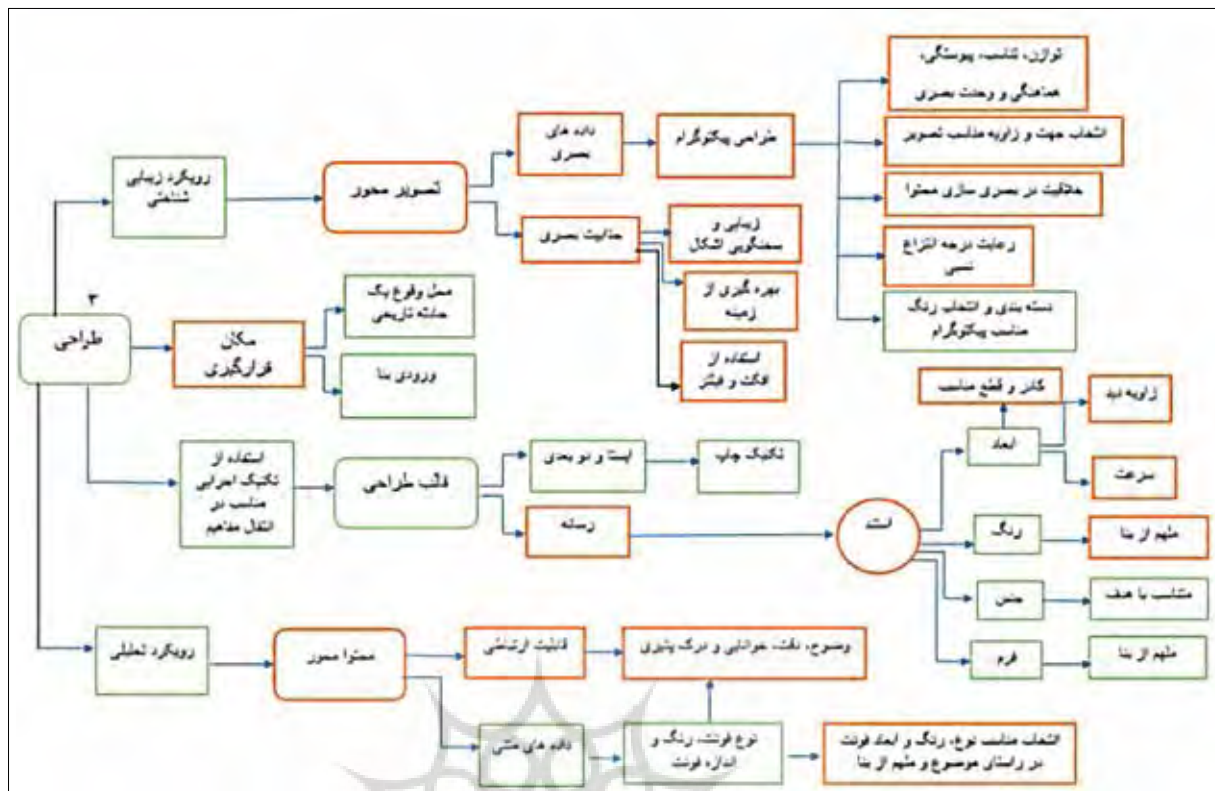 توازن، تناسب، پیوستگی،
هماهنگی و وحدت بصری
داده های
بصری
طراحی پیکتوگرام
انتخاب جهت و زاویه مناسب تصویر
رویکرد زیبایی
شناختی
تصویر محور
خلاقیت در بصری سازی محتوا
جذابیت بصری
زیبایی و
سخنگویی اشکال
رعایت درجه انتزاع
نسبی
بهره گیری از
زمینه
دسته بندی و انتخاب رنگ
مناسب پیکتوگرام
استفاده از
افکت و فیلتر
۳
طراحی
مکان
قرارگیری
محل وقوع یک
حادثه تاریخی
ورودی بنا
کادر و قطع مناسب
زاویه دید
ابعاد
سرعت
استفاده از
تکنیک اجرایی
مناسب در
انتقال مفاهیم
قالب طراحی
ایستا و دو بعدی
تکنیک چاپ
رسانه
استند
رنگ
ملهم از بنا
جنس
متناسب با هدف
فرم
ملهم از بنا
رویکرد تحلیلی
محتوا محور
قابلیت ارتباطی
وضوح، دقت، خوانایی و درک پذیری
داده های متنی
نوع فونت، رنگ و
اندازه فونت
انتخاب مناسب نوع، رنگ و ابعاد فونت
در راستای موضوع و ملهم از بنا